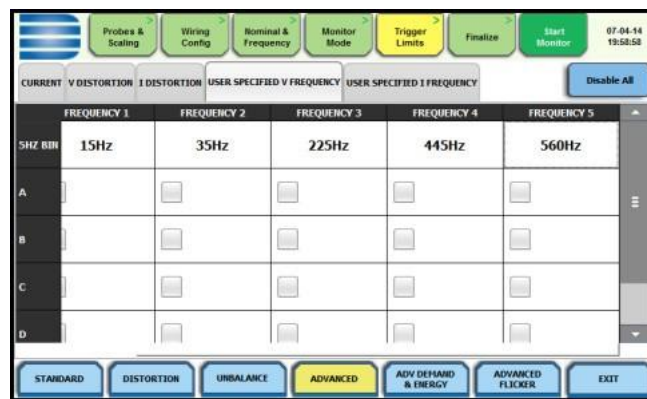 Probes & Scaling > Wiring Config > Nominal & Frequency > Monitor Mode > Trigger Limits > Finalize > Start Monitor 07-04-14 19:58:58
CURRENT V DISTORTION I DISTORTION USER SPECIFIED V FREQUENCY USER SPECIFIED I FREQUENCY Disable All
FREQUENCY 1 FREQUENCY 2 FREQUENCY 3 FREQUENCY 4 FREQUENCY 5
5HZ BIN 15Hz 35Hz 225Hz 445Hz 560Hz
A
B
C
D
STANDARD DISTORTION UNBALANCE ADVANCED ADV DEMAND & ENERGY ADVANCED FLICKER EXIT